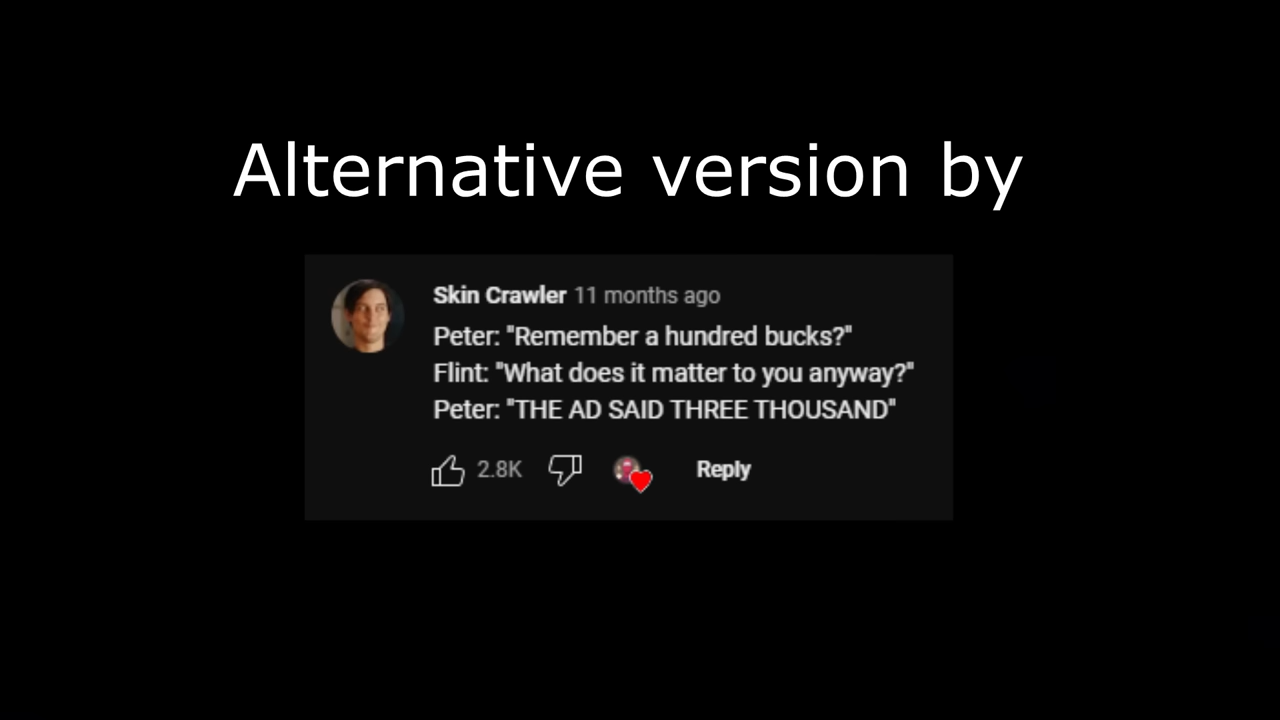 Alternative version by
Skin Crawler 11 months ago
Peter: "Remember a hundred bucks?"
Flint: "What does it matter to you anyway?"
Peter: "THE AD SAID THREE THOUSAND"
2.8K Reply